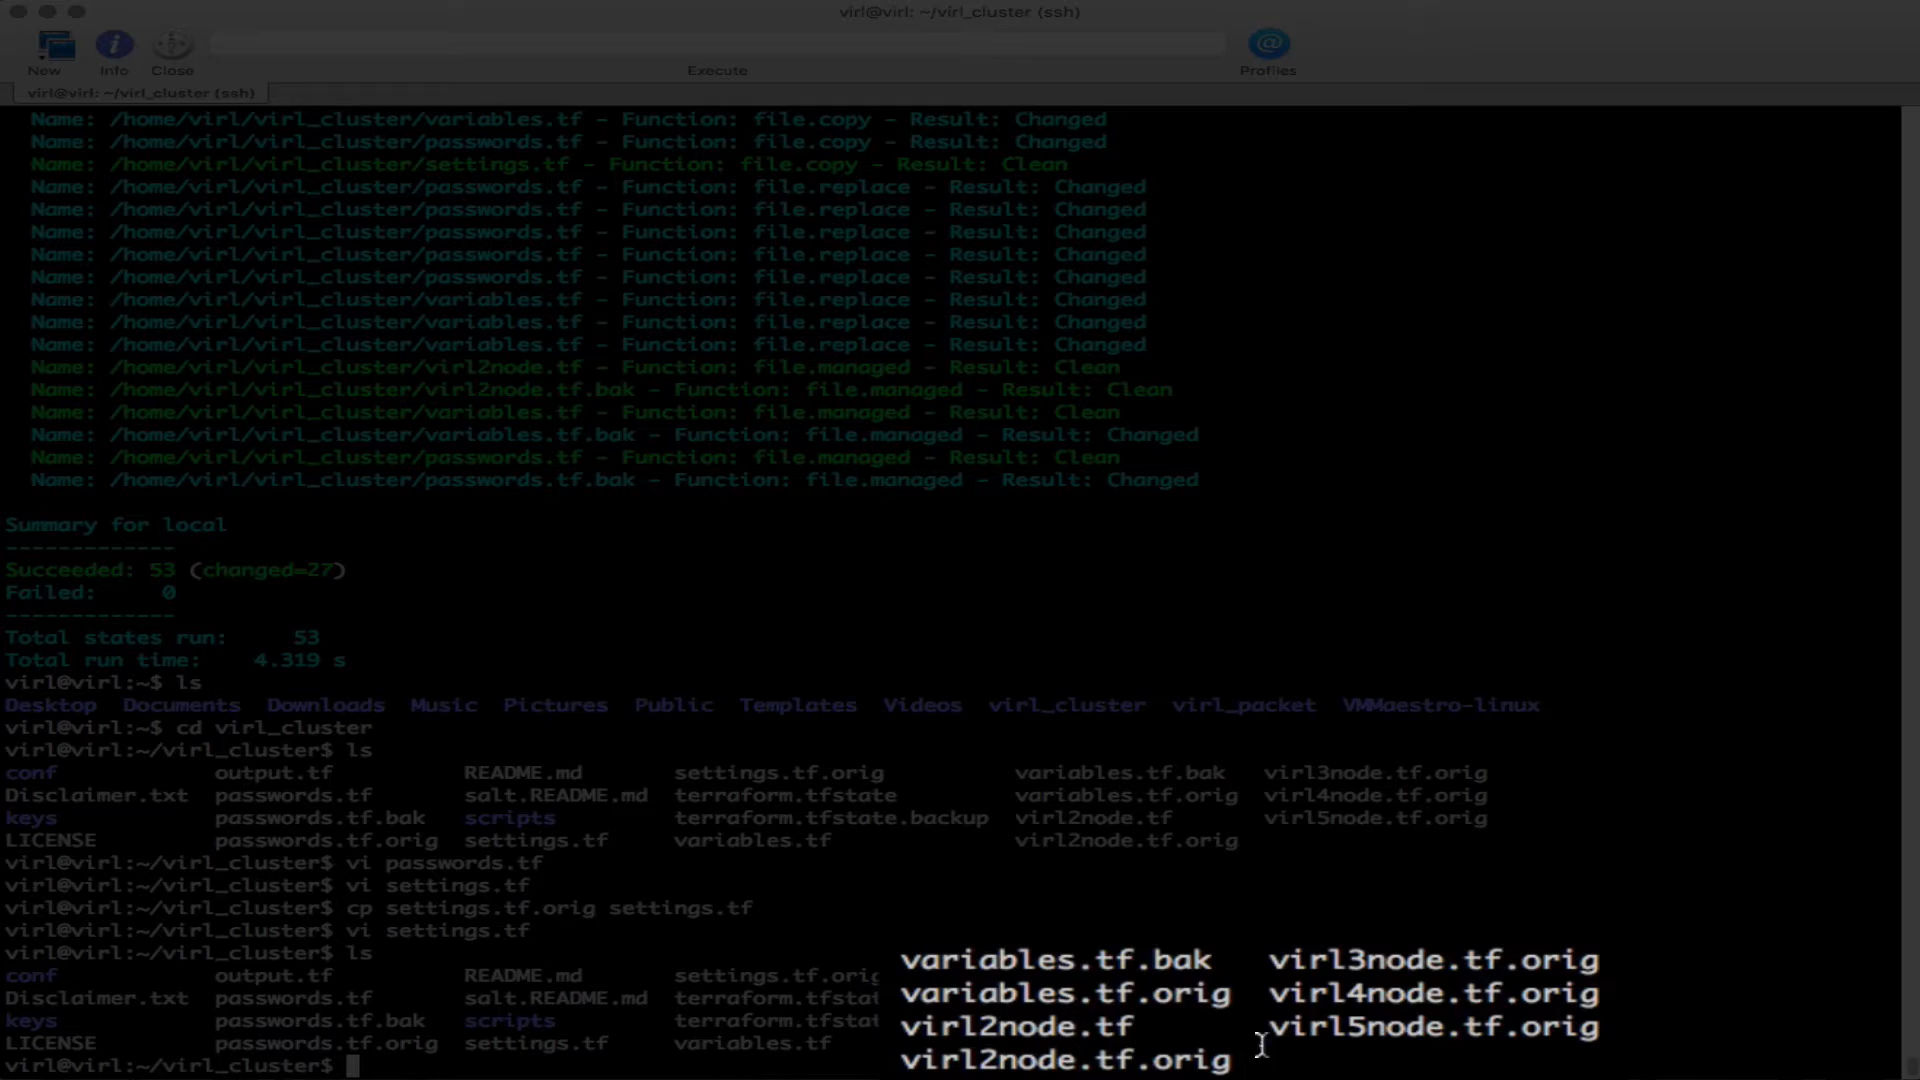 virl@virl: ~/virl_cluster (ssh)
New Info Close Execute Profiles
virl@virl: ~/virl_cluster (ssh)
Name: /home/virl/virl_cluster/variables.tf - Function: file.copy - Result: Changed
Name: /home/virl/virl_cluster/passwords.tf - Function: file.copy - Result: Changed
Name: /home/virl/virl_cluster/settings.tf - Function: file.copy - Result: Clean
Name: /home/virl/virl_cluster/passwords.tf - Function: file.replace - Result: Changed
Name: /home/virl/virl_cluster/passwords.tf - Function: file.replace - Result: Changed
Name: /home/virl/virl_cluster/passwords.tf - Function: file.replace - Result: Changed
Name: /home/virl/virl_cluster/passwords.tf - Function: file.replace - Result: Changed
Name: /home/virl/virl_cluster/passwords.tf - Function: file.replace - Result: Changed
Name: /home/virl/virl_cluster/variables.tf - Function: file.replace - Result: Changed
Name: /home/virl/virl_cluster/variables.tf - Function: file.replace - Result: Changed
Name: /home/virl/virl_cluster/variables.tf - Function: file.replace - Result: Changed
Name: /home/virl/virl_cluster/virl2node.tf - Function: file.managed - Result: Clean
Name: /home/virl/virl_cluster/virl2node.tf.bak - Function: file.managed - Result: Clean
Name: /home/virl/virl_cluster/variables.tf - Function: file.managed - Result: Clean
Name: /home/virl/virl_cluster/variables.tf.bak - Function: file.managed - Result: Changed
Name: /home/virl/virl_cluster/passwords.tf - Function: file.managed - Result: Clean
Name: /home/virl/virl_cluster/passwords.tf.bak - Function: file.managed - Result: Changed
Summary for local
-------------
Succeeded: 53 (changed=27)
Failed: 0
-------------
Total states run: 53
Total run time: 4.319 s
virl@virl:~$ ls
Desktop Documents Downloads Music Pictures Public Templates Videos virl_cluster virl_packet VMMaestro-linux
virl@virl:~$ cd virl_cluster
virl@virl:~/virl_cluster$ ls
conf output.tf README.md settings.tf.orig variables.tf.bak virl3node.tf.orig
Disclaimer.txt passwords.tf salt.README.md terraform.tfstate variables.tf.orig virl4node.tf.orig
keys passwords.tf.bak scripts terraform.tfstate.backup virl2node.tf virl5node.tf.orig
LICENSE passwords.tf.orig settings.tf variables.tf virl2node.tf.orig
virl@virl:~/virl_cluster$ vi passwords.tf
virl@virl:~/virl_cluster$ vi settings.tf
virl@virl:~/virl_cluster$ cp settings.tf.orig settings.tf
virl@virl:~/virl_cluster$ vi settings.tf
virl@virl:~/virl_cluster$ ls
conf output.tf README.md settings.tf.orig variables.tf.bak virl3node.tf.orig
Disclaimer.txt passwords.tf salt.README.md terraform.tfstat variables.tf.orig virl4node.tf.orig
keys passwords.tf.bak scripts terraform.tfstat virl2node.tf virl5node.tf.orig
LICENSE passwords.tf.orig settings.tf variables.tf virl2node.tf.orig
virl@virl:~/virl_cluster$